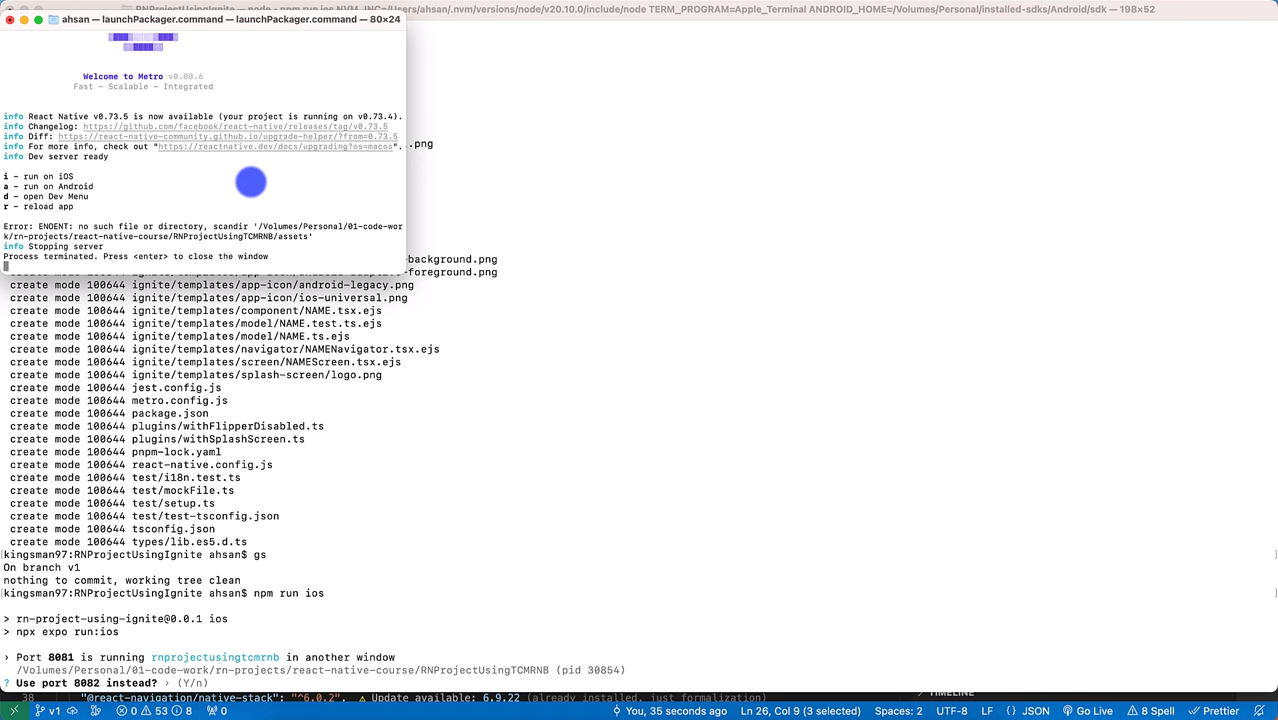 RNProjectUsingIgnite — node ◂ npm run ios NVM_INC=/Users/ahsan/.nvm/versions/node/v20.10.0/include/node TERM_PROGRAM=Apple_Terminal ANDROID_HOME=/Volumes/Personal/installed-sdks/Android/sdk — 198×52
ahsan — launchPackager.command — launchPackager.command — 80×24
Welcome to Metro v0.80.6
Fast - Scalable - Integrated
info React Native v0.73.5 is now available (your project is running on v0.73.4).
info Changelog: https://github.com/facebook/react-native/releases/tag/v0.73.5
info Diff: https://react-native-community.github.io/upgrade-helper/?from=0.73.5
info For more info, check out "https://reactnative.dev/docs/upgrading?os=macos".
.png
info Dev server ready
i - run on iOS
a - run on Android
d - open Dev Menu
r - reload app
Error: ENOENT: no such file or directory, scandir '/Volumes/Personal/01-code-wor
k/rn-projects/react-native-course/RNProjectUsingTCMRNB/assets'
info Stopping server
Process terminated. Press <enter> to close the window
-background.png
create mode 100644 ignite/templates/app-icon/android-adaptive-foreground.png
create mode 100644 ignite/templates/app-icon/android-legacy.png
create mode 100644 ignite/templates/app-icon/ios-universal.png
create mode 100644 ignite/templates/component/NAME.tsx.ejs
create mode 100644 ignite/templates/model/NAME.test.ts.ejs
create mode 100644 ignite/templates/model/NAME.ts.ejs
create mode 100644 ignite/templates/navigator/NAMENavigator.tsx.ejs
create mode 100644 ignite/templates/screen/NAMEScreen.tsx.ejs
create mode 100644 ignite/templates/splash-screen/logo.png
create mode 100644 jest.config.js
create mode 100644 metro.config.js
create mode 100644 package.json
create mode 100644 plugins/withFlipperDisabled.ts
create mode 100644 plugins/withSplashScreen.ts
create mode 100644 pnpm-lock.yaml
create mode 100644 react-native.config.js
create mode 100644 test/i18n.test.ts
create mode 100644 test/mockFile.ts
create mode 100644 test/setup.ts
create mode 100644 test/test-tsconfig.json
create mode 100644 tsconfig.json
create mode 100644 types/lib.es5.d.ts
[kingsman97:RNProjectUsingIgnite ahsan$ gs ]
On branch v1
nothing to commit, working tree clean
[kingsman97:RNProjectUsingIgnite ahsan$ npm run ios ]
> rn-project-using-ignite@0.0.1 ios
> npx expo run:ios
› Port 8081 is running rnprojectusingtcmrnb in another window
/Volumes/Personal/01-code-work/rn-projects/react-native-course/RNProjectUsingTCMRNB (pid 30854)
? Use port 8082 instead? › (Y/n)
38 "@react-navigation/native-stack": "^6.0.2", ⚠ Update available: 6.9.22 (already installed, just formalization)
TIMELINE
v1 0 53 8 0 You, 35 seconds ago Ln 26, Col 9 (3 selected) Spaces: 2 UTF-8 LF {} JSON Go Live 8 Spell Prettier